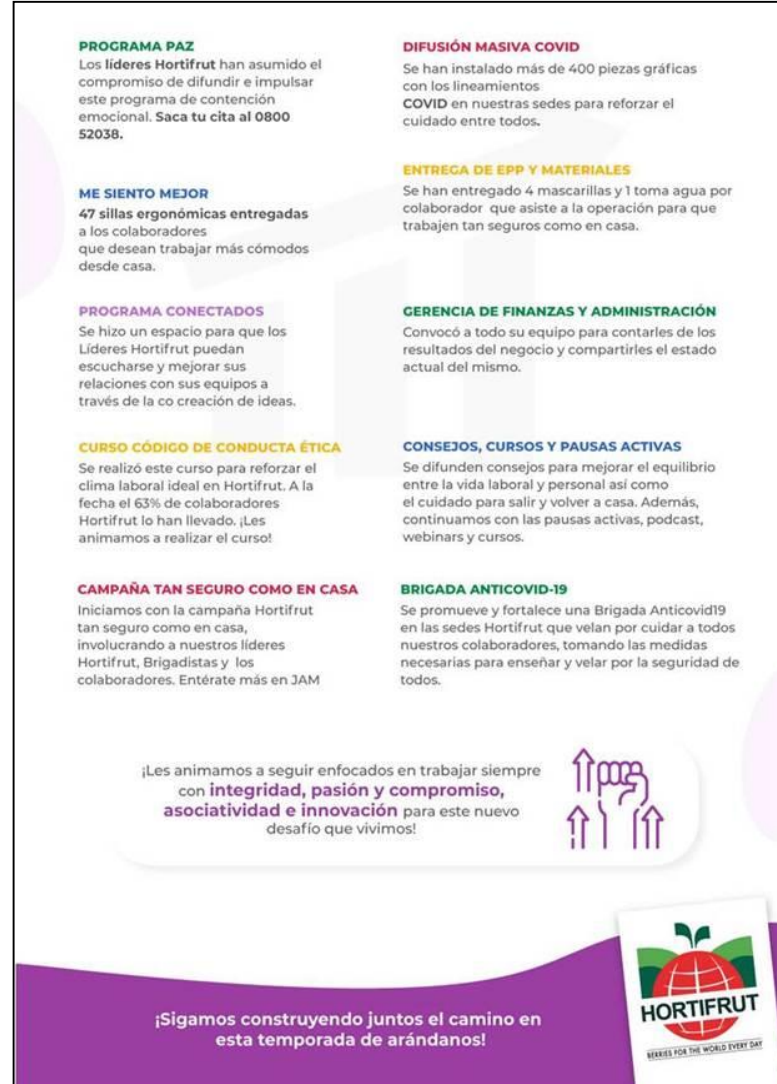 PROGRAMA PAZ
Los líderes Hortifrut han asumido el
compromiso de difundir e impulsar
este programa de contención
emocional. Saca tu cita al 0800
52038.
ME SIENTO MEJOR
47 sillas ergonómicas entregadas
a los colaboradores
que desean trabajar más cómodos
desde casa.
PROGRAMA CONECTADOS
Se hizo un espacio para que los
Líderes Hortifrut puedan
escucharse y mejorar sus
relaciones con sus equipos a
través de la co creación de ideas.
CURSO CÓDIGO DE CONDUCTA ÉTICA
Se realizó este curso para reforzar el
clima laboral ideal en Hortifrut. A la
fecha el 63% de colaboradores
Hortifrut lo han llevado. ¡Les
animamos a realizar el curso!
CAMPAÑA TAN SEGURO COMO EN CASA
Iniciamos con la campaña Hortifrut
tan seguro como en casa,
involucrando a nuestros líderes
Hortifrut, Brigadistas y los
colaboradores. Entérate más en JAM
DIFUSIÓN MASIVA COVID
Se han instalado más de 400 piezas gráficas
con los lineamientos
COVID en nuestras sedes para reforzar el
cuidado entre todos.
ENTREGA DE EPP Y MATERIALES
Se han entregado 4 mascarillas y 1 toma agua por
colaborador que asiste a la operación para que
trabajen tan seguros como en casa.
GERENCIA DE FINANZAS Y ADMINISTRACIÓN
Convocó a todo su equipo para contarles de los
resultados del negocio y compartirles el estado
actual del mismo.
CONSEJOS, CURSOS Y PAUSAS ACTIVAS
Se difunden consejos para mejorar el equilibrio
entre la vida laboral y personal así como
el cuidado para salir y volver a casa. Además,
continuamos con las pausas activas, podcast,
webinars y cursos.
BRIGADA ANTICOVID-19
Se promueve y fortalece una Brigada Anticovid19
en las sedes Hortifrut que velan por cuidar a todos
nuestros colaboradores, tomando las medidas
necesarias para enseñar y velar por la seguridad de
todos.
¡Les animamos a seguir enfocados en trabajar siempre
con integridad, pasión y compromiso,
asociatividad e innovación para este nuevo
desafío que vivimos!
¡Sigamos construyendo juntos el camino en
esta temporada de arándanos!
HORTIFRUT
BERRIES FOR THE WORLD EVERY DAY